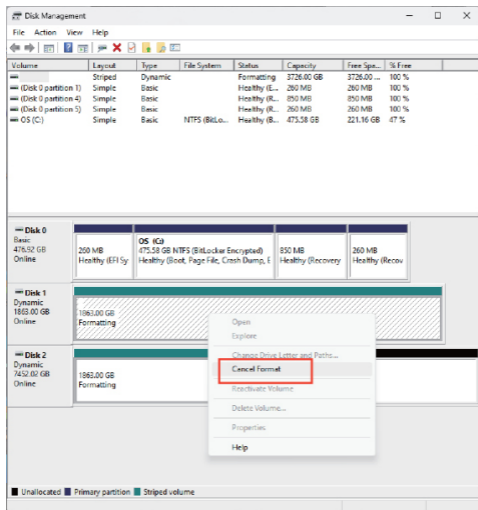 Disk Management
File Action View Help
Volume Layout Type File System Status Capacity Free Spa... % Free
Striped Dynamic Formatting 3726.00 GB 3726.00 ... 100 %
(Disk 0 partition 1) Simple Basic Healthy (E... 260 MB 260 MB 100 %
(Disk 0 partition 4) Simple Basic Healthy (R... 850 MB 850 MB 100 %
(Disk 0 partition 5) Simple Basic Healthy (R... 260 MB 260 MB 100 %
OS (C:) Simple Basic NTFS (BitLo... Healthy (B... 475.58 GB 221.16 GB 47 %
Disk 0
Basic
476.92 GB
Online
260 MB
Healthy (EFI Sy
OS (C:)
475.58 GB NTFS (BitLocker Encrypted)
Healthy (Boot, Page File, Crash Dump, E
850 MB
Healthy (Recovery
260 MB
Healthy (Recov
Disk 1
Dynamic
1863.00 GB
Online
1863.00 GB
Formatting
Disk 2
Dynamic
7452.02 GB
Online
1863.00 GB
Formatting
Open
Explore
Change Drive Letter and Paths...
Cancel Format
Reactivate Volume
Delete Volume...
Properties
Help
Unallocated Primary partition Striped volume